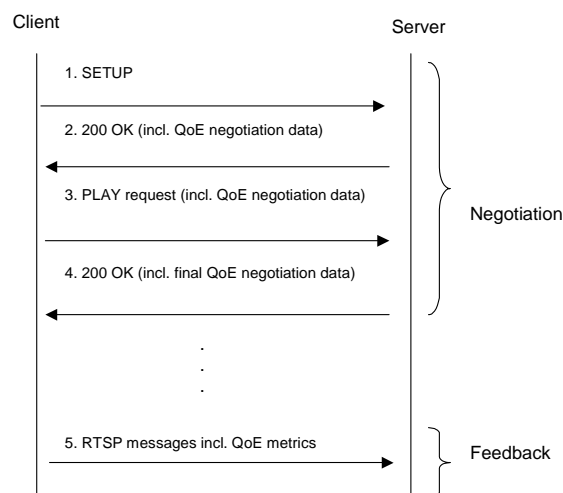 Client
Server
1. SETUP
2. 200 OK (incl. QoE negotiation data)
3. PLAY request (incl. QoE negotiation data)
Negotiation
4. 200 OK (incl. final QoE negotiation data)
.
.
.
5. RTSP messages incl. QoE metrics
Feedback